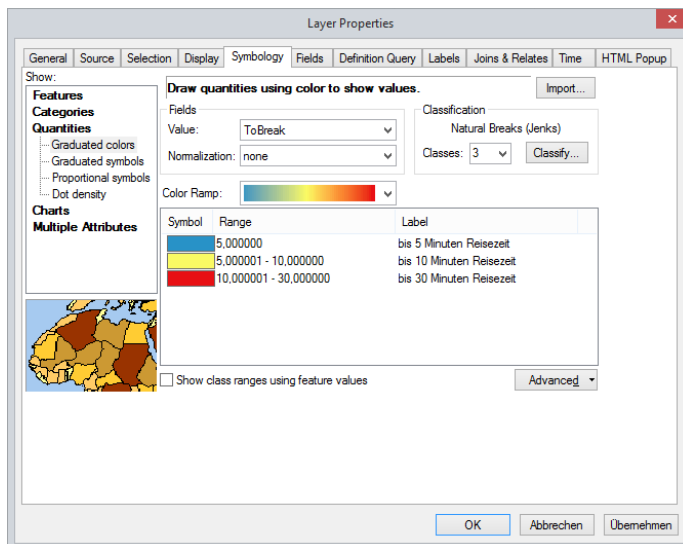 Layer Properties
General Source Selection Display Symbology Fields Definition Query Labels Joins & Relates Time HTML Popup
Show:
Features
Categories
Quantities
Graduated colors
Graduated symbols
Proportional symbols
Dot density
Charts
Multiple Attributes
Draw quantities using color to show values.
Import...
Fields
Value: ToBreak
Normalization: none
Classification
Natural Breaks (Jenks)
Classes: 3 Classify...
Color Ramp:
Symbol Range Label
5,000000 bis 5 Minuten Reisezeit
5,000001 - 10,000000 bis 10 Minuten Reisezeit
10,000001 - 30,000000 bis 30 Minuten Reisezeit
Show class ranges using feature values
Advanced
OK Abbrechen Übernehmen